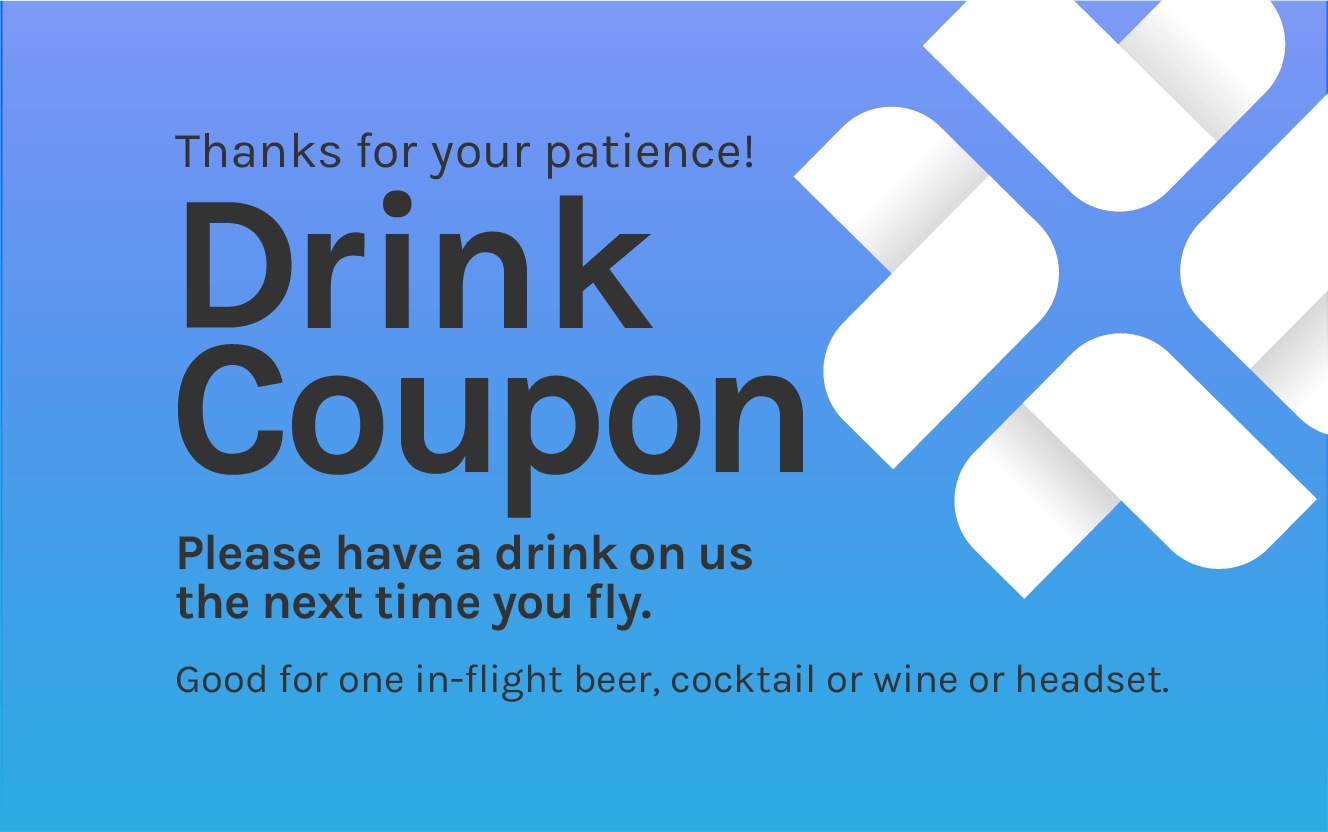 Thanks for your patience!
Drink
Coupon
Please have a drink on us
the next time you fly.
Good for one in-flight beer, cocktail or wine or headset.